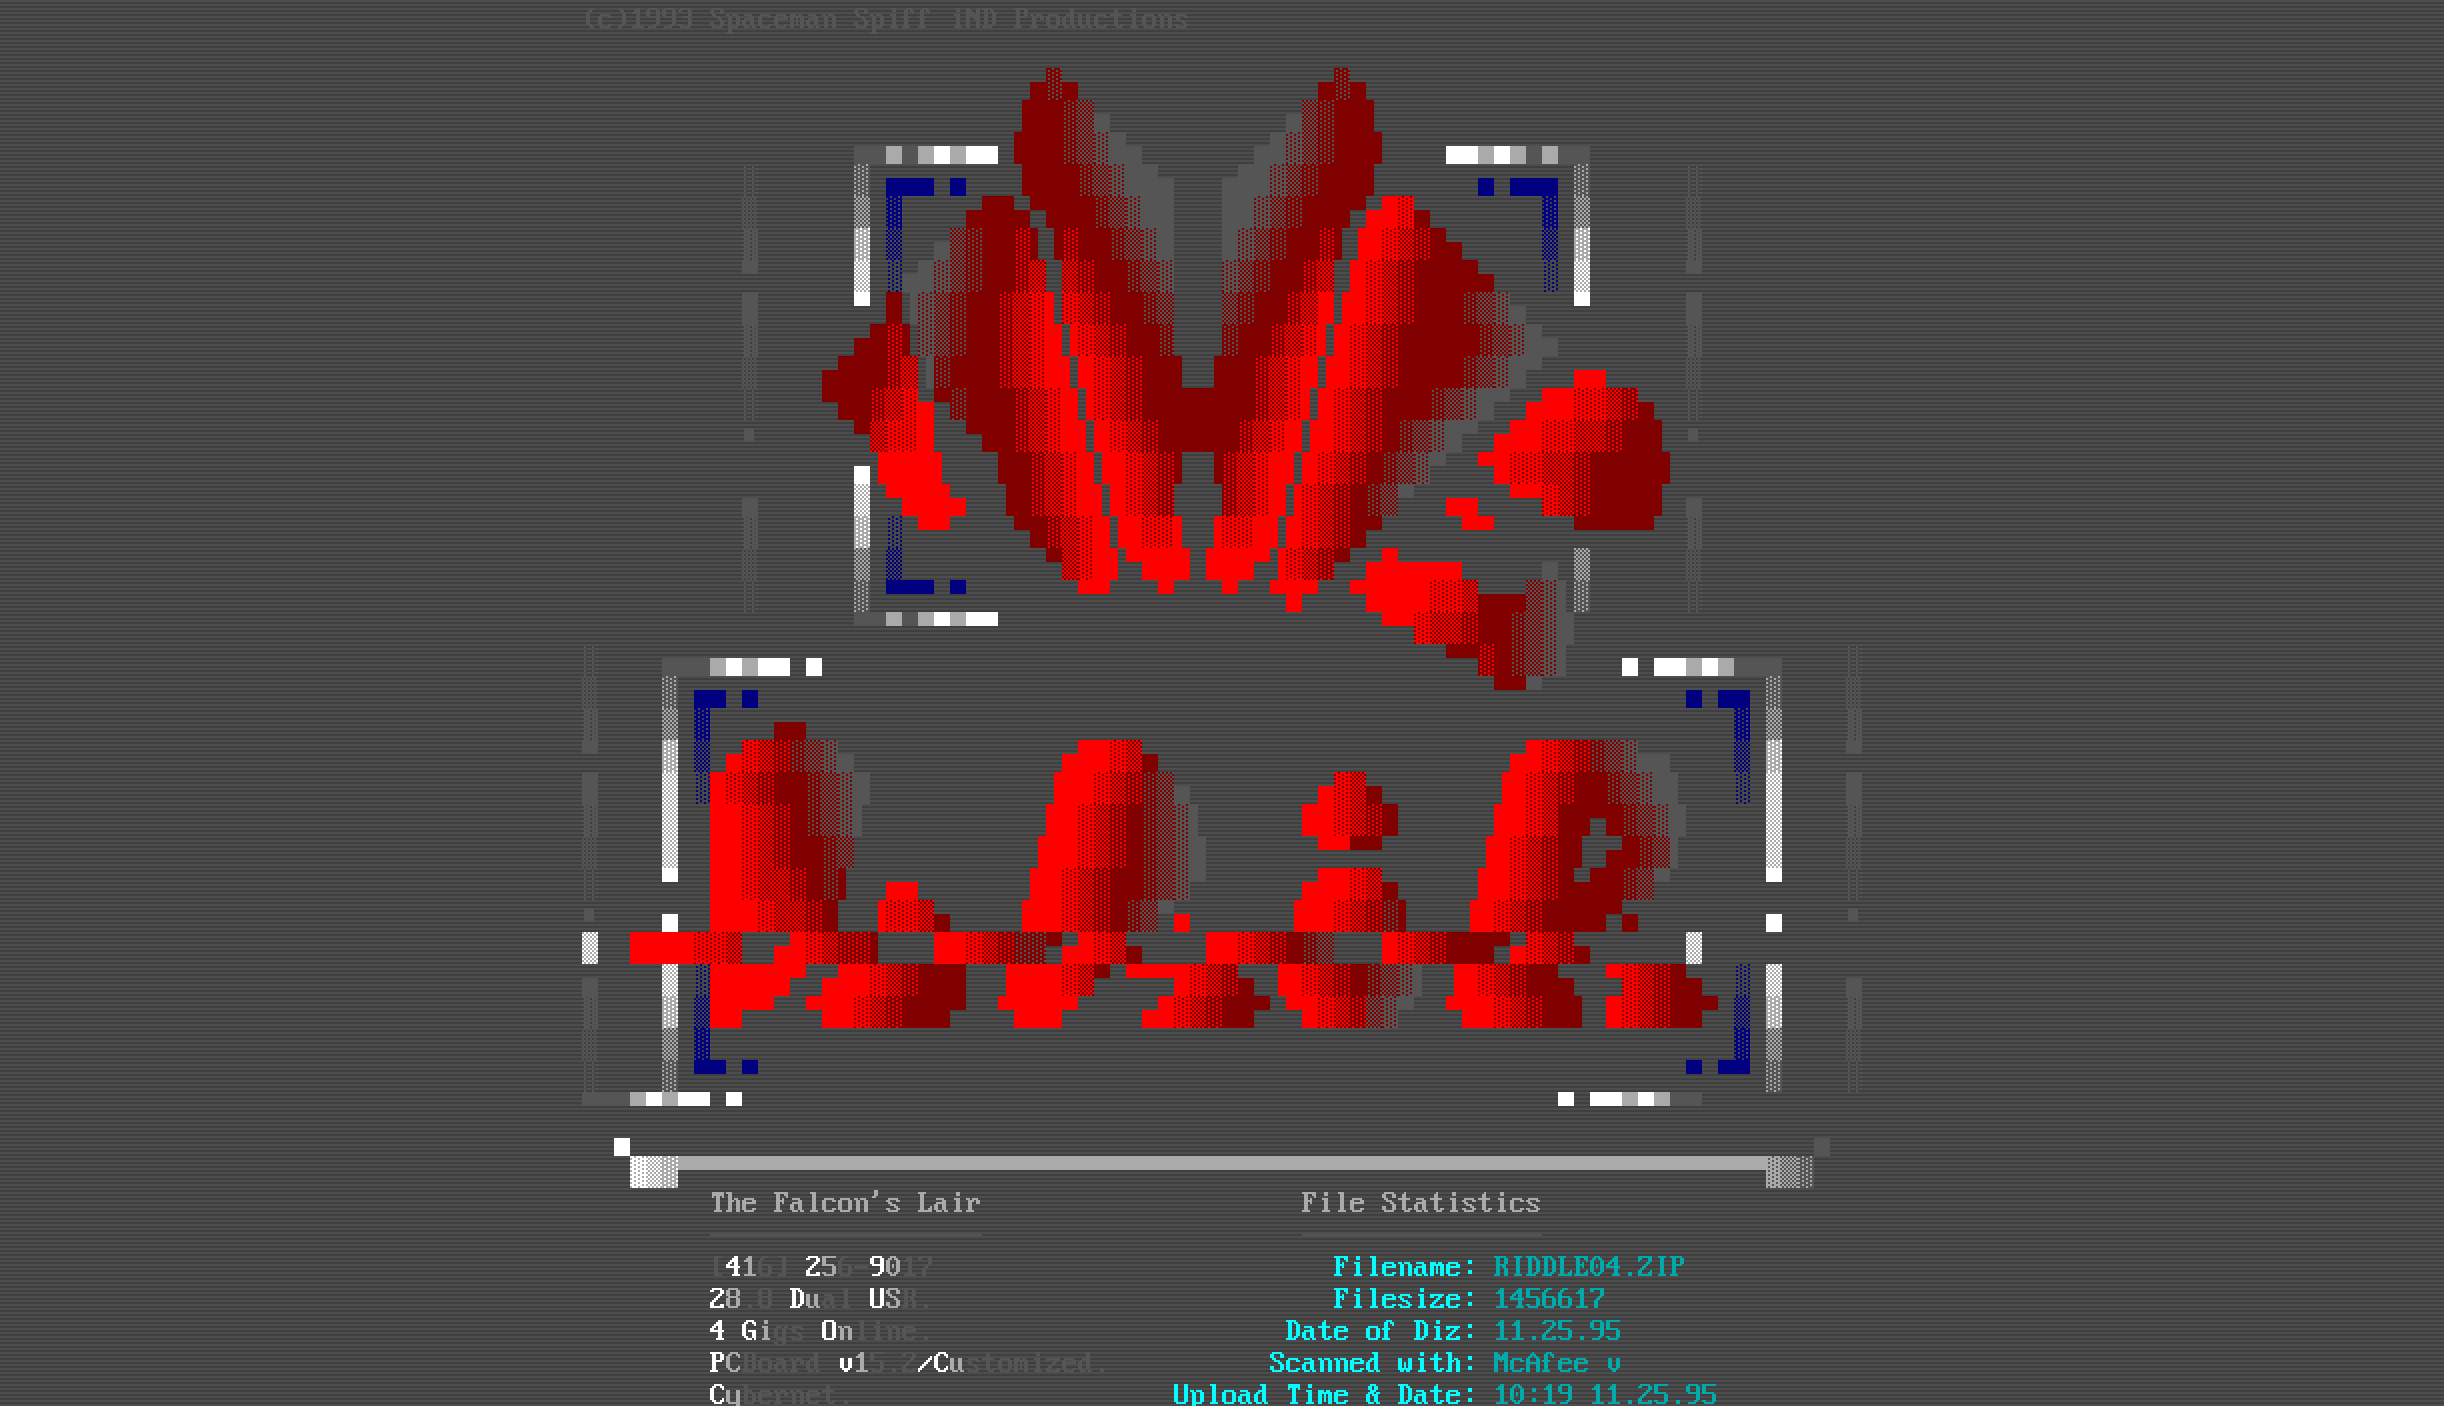 (c)1993 Spaceman Spiff iND Productions
The Falcon's Lair
File Statistics
[416] 256-9017
Filename: RIDDLE04.ZIP
28.8 Dual USR.
Filesize: 1456617
4 Gigs Online.
Date of Diz: 11.25.95
PCBoard v15.2/Customized.
Scanned with: McAfee v
Cybernet.
Upload Time & Date: 10:19 11.25.95